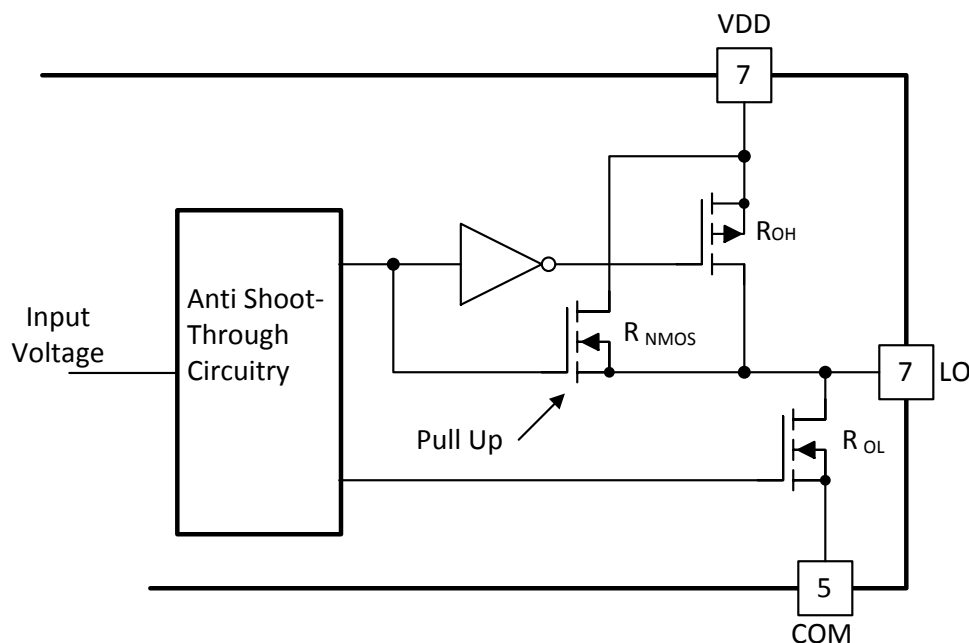 VDD
7
ROH
Input
Voltage
Anti Shoot-
Through
Circuitry
R NMOS
7
LO
Pull Up
R OL
5
COM